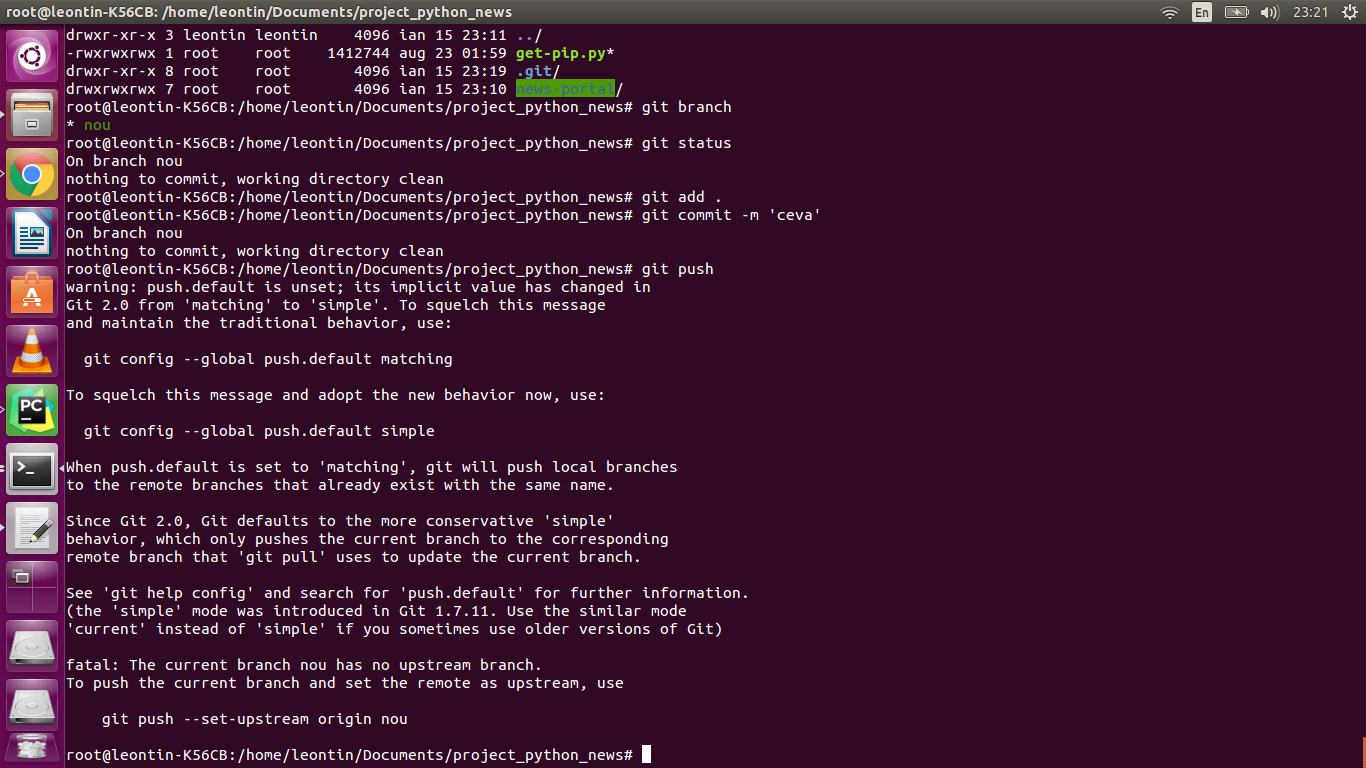 root@leontin-K56CB: /home/leontin/Documents/project_python_news
En
23:21
drwxr-xr-x 3 leontin leontin    4096 ian 15 23:11 ../
-rwxrwxrwx 1 root    root    1412744 aug 23 01:59 get-pip.py*
drwxr-xr-x 8 root    root       4096 ian 15 23:19 .git/
drwxrwxrwx 7 root    root       4096 ian 15 23:10 news-portal/
root@leontin-K56CB:/home/leontin/Documents/project_python_news# git branch
* nou
root@leontin-K56CB:/home/leontin/Documents/project_python_news# git status
On branch nou
nothing to commit, working directory clean
root@leontin-K56CB:/home/leontin/Documents/project_python_news# git add .
root@leontin-K56CB:/home/leontin/Documents/project_python_news# git commit -m 'ceva'
On branch nou
nothing to commit, working directory clean
root@leontin-K56CB:/home/leontin/Documents/project_python_news# git push
warning: push.default is unset; its implicit value has changed in
Git 2.0 from 'matching' to 'simple'. To squelch this message
and maintain the traditional behavior, use:
  git config --global push.default matching
To squelch this message and adopt the new behavior now, use:
  git config --global push.default simple
When push.default is set to 'matching', git will push local branches
to the remote branches that already exist with the same name.
Since Git 2.0, Git defaults to the more conservative 'simple'
behavior, which only pushes the current branch to the corresponding
remote branch that 'git pull' uses to update the current branch.
See 'git help config' and search for 'push.default' for further information.
(the 'simple' mode was introduced in Git 1.7.11. Use the similar mode
'current' instead of 'simple' if you sometimes use older versions of Git)
fatal: The current branch nou has no upstream branch.
To push the current branch and set the remote as upstream, use
    git push --set-upstream origin nou
root@leontin-K56CB:/home/leontin/Documents/project_python_news#
PC